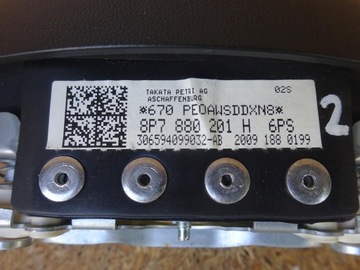 TAKATA PETRI AG
ASCHAFFENBURG
02S
*670 PEOAWSDDXN8*
8P7 880 201 H 6PS
306594099032-AB 2009 188 0199
2